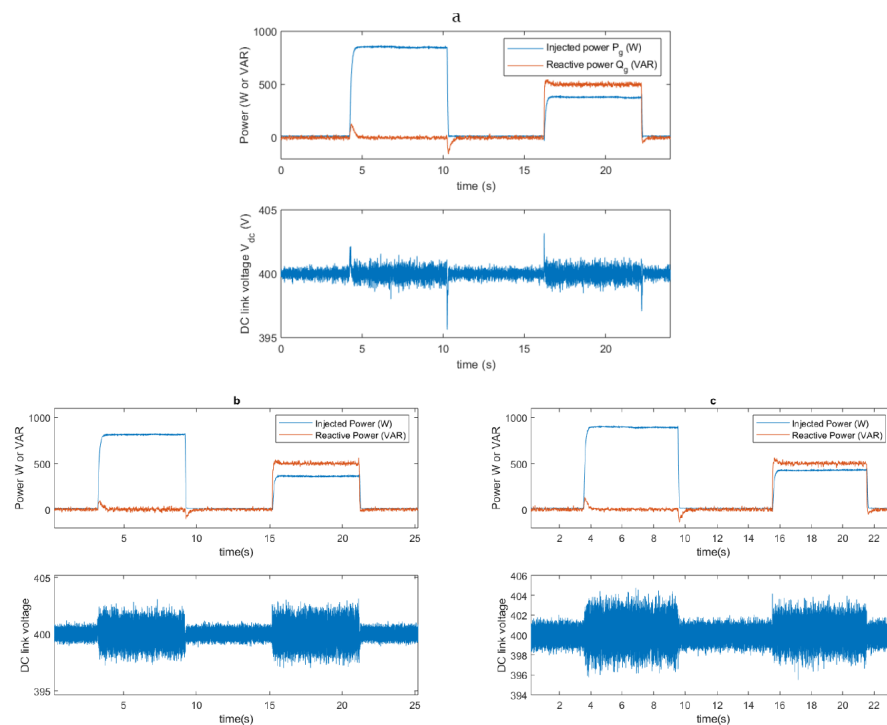 a
Power (W or VAR)
1000
500
0
Injected power Pg (W)
Reactive power Qg (VAR)
0 5 10 15 20
time (s)
DC link voltage Vdc (V)
405
400
395
0 5 10 15 20
time (s)
b
Power W or VAR
1000
500
0
Injected Power (W)
Reactive Power (VAR)
5 10 15 20 25
time(s)
DC link voltage
405
400
395
5 10 15 20 25
time(s)
c
Power W or VAR
1000
500
0
Injected Power (W)
Reactive Power (VAR)
2 4 6 8 10 12 14 16 18 20 22
time(s)
DC link voltage
406
404
402
400
398
396
394
2 4 6 8 10 12 14 16 18 20 22
time(s)